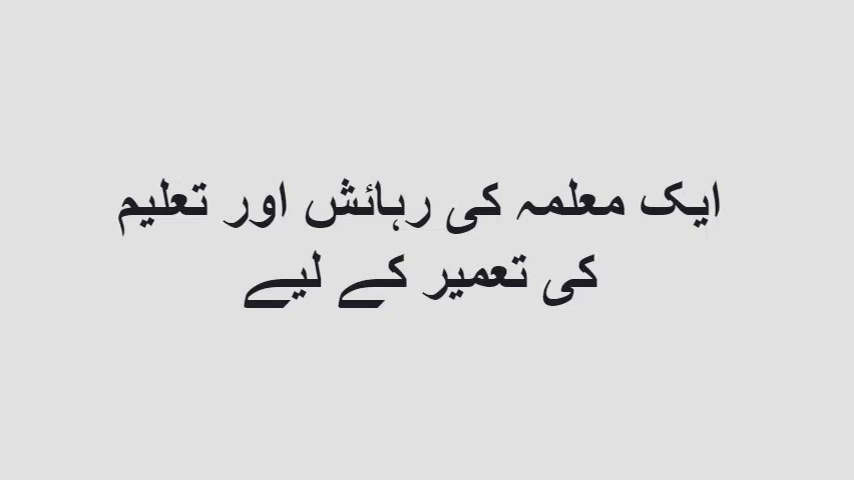 ایک معلمہ کی رہائش اور تعلیم
کی تعمیر کے لیے